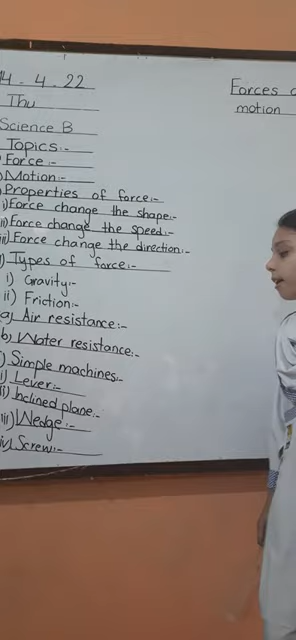 14-4-22
Thu
Science B
Topics:-
Force:-
Motion:-
Properties of force:-
i) Force change the shape:-
ii) Force change the speed:-
iii) Force change the direction:-
Types of force:-
i) Gravity:-
ii) Friction:-
a) Air resistance:-
b) Water resistance:-
Simple machines:-
i) Lever:-
ii) Inclined plane:-
iii) Wedge:-
iv) Screw:-
Forces
motion